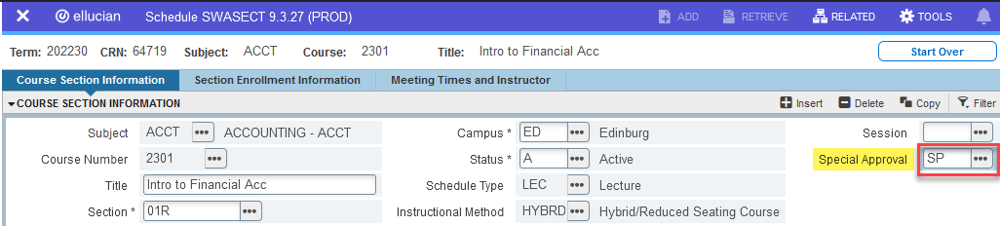 ellucian Schedule SWASECT 9.3.27 (PROD) ADD RETRIEVE RELATED TOOLS
Term: 202230 CRN: 64719 Subject: ACCT Course: 2301 Title: Intro to Financial Acc Start Over
Course Section Information Section Enrollment Information Meeting Times and Instructor
COURSE SECTION INFORMATION Insert Delete Copy Filter
Subject ACCT ... ACCOUNTING - ACCT Campus * ED ... Edinburg Session ...
Course Number 2301 ... Status * A ... Active Special Approval SP ...
Title Intro to Financial Acc Schedule Type LEC ... Lecture
Section * 01R ... Instructional Method HYBRD ... Hybrid/Reduced Seating Course